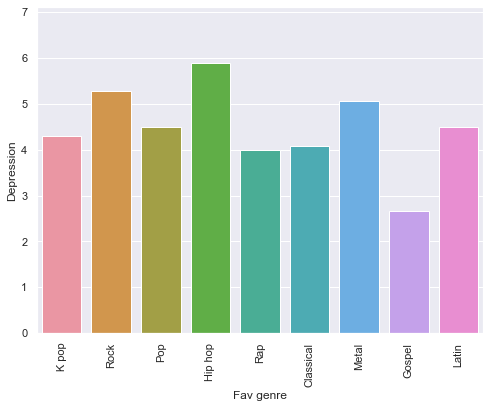 7
6
5
4
3
2
1
0
Depression
K pop
Rock
Pop
Hip hop
Rap
Classical
Metal
Gospel
Latin
Fav genre